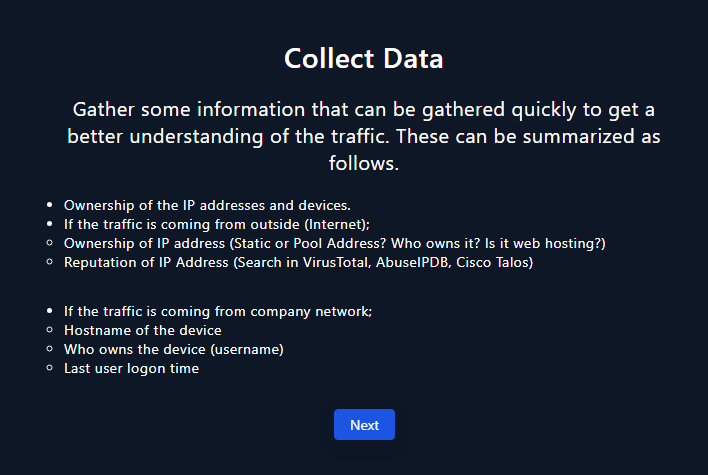 Collect Data
Gather some information that can be gathered quickly to get a
better understanding of the traffic. These can be summarized as
follows.
Ownership of the IP addresses and devices.
If the traffic is coming from outside (Internet);
Ownership of IP address (Static or Pool Address? Who owns it? Is it web hosting?)
Reputation of IP Address (Search in VirusTotal, AbuseIPDB, Cisco Talos)
If the traffic is coming from company network;
Hostname of the device
Who owns the device (username)
Last user logon time
Next